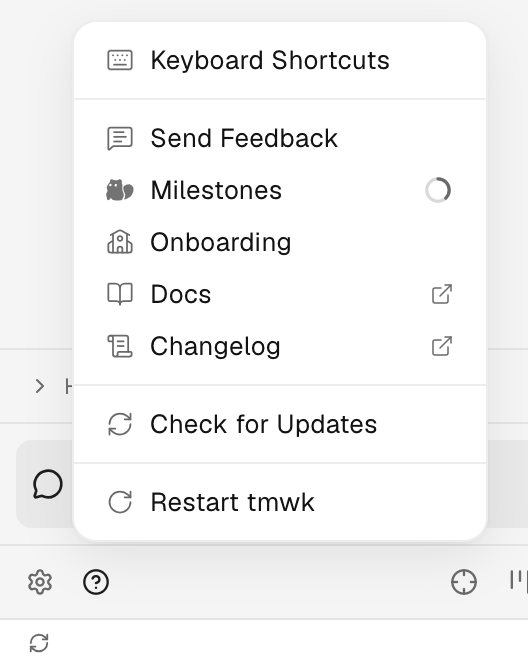 Keyboard Shortcuts
Send Feedback
Milestones
Onboarding
Docs
Changelog
Check for Updates
Restart tmwk